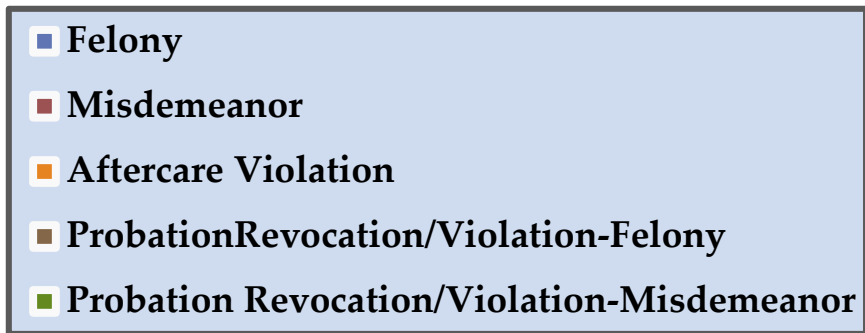 Felony
Misdemeanor
Aftercare Violation
ProbationRevocation/Violation-Felony
Probation Revocation/Violation-Misdemeanor